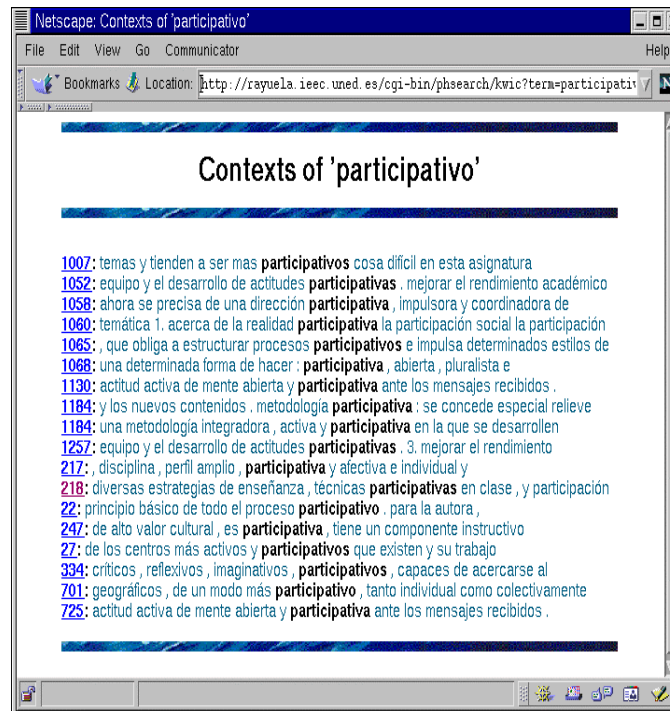 Netscape: Contexts of 'participativo'
File Edit View Go Communicator Help
Bookmarks Location: http://rayuela.ieec.uned.es/cgi-bin/phsearch/kwic?term=participativ
Contexts of 'participativo'
1007: temas y tienden a ser mas participativos cosa difícil en esta asignatura
1052: equipo y el desarrollo de actitudes participativas . mejorar el rendimiento académico
1058: ahora se precisa de una dirección participativa , impulsora y coordinadora de
1060: temática 1. acerca de la realidad participativa la participación social la participación
1065: , que obliga a estructurar procesos participativos e impulsa determinados estilos de
1068: una determinada forma de hacer : participativa , abierta , pluralista e
1130: actitud activa de mente abierta y participativa ante los mensajes recibidos .
1184: y los nuevos contenidos . metodología participativa : se concede especial relieve
1184: una metodología integradora , activa y participativa en la que se desarrollen
1257: equipo y el desarrollo de actitudes participativas . 3. mejorar el rendimiento
217: , disciplina , perfil amplio , participativa y afectiva e individual y
218: diversas estrategias de enseñanza , técnicas participativas en clase , y participación
22: principio básico de todo el proceso participativo . para la autora ,
247: de alto valor cultural , es participativa , tiene un componente instructivo
27: de los centros más activos y participativos que existen y su trabajo
334: críticos , reflexivos , imaginativos , participativos , capaces de acercarse al
701: geográficos , de un modo más participativo , tanto individual como colectivamente
725: actitud activa de mente abierta y participativa ante los mensajes recibidos .